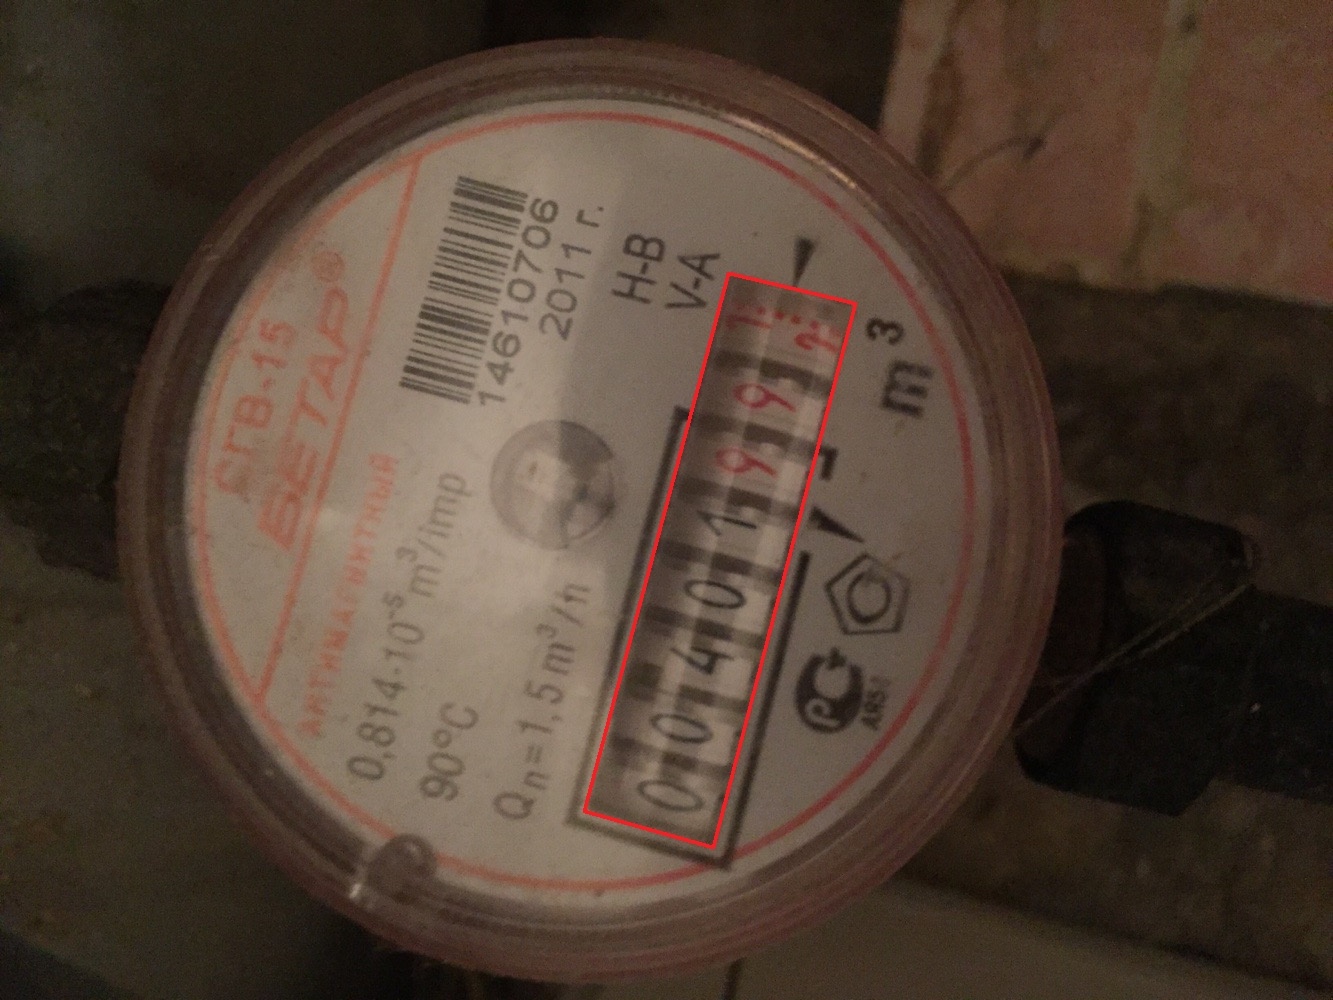 СГВ-15
БЕТАР®
АНТИМАГНИТНЫЙ
14610706
2011 г.
0,814·10⁻⁵ m³/imp
90°C
Qn=1,5 m³/h
H-B
V-A
0040199
m³
РСТ